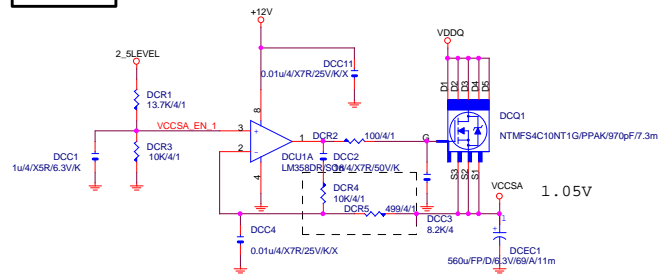 +12V
VDDQ
2_5LEVEL
DCC11
0.01u/4/X7R/25V/K/X
D1
D2
D3
D4
D5
DCR1
13.7K/4/1
8
VCCSA_EN_1
3
+
1
DCR2
100/4/1
G
DCQ1
NTMFS4C10NT1G/PPAK/970pF/7.3m
DCC1
1u/4/X5R/6.3V/K
DCR3
10K/4/1
2
4
DCU1A
DCC2
DCR4
10K/4/1
S3
S2
S1
VCCSA
1.05V
DCR5
499/4/1
DCC3
8.2K/4
1
+
DCC4
0.01u/4/X7R/25V/K/X
DCEC1
560u/FP/D/6.3V/69/A/11m